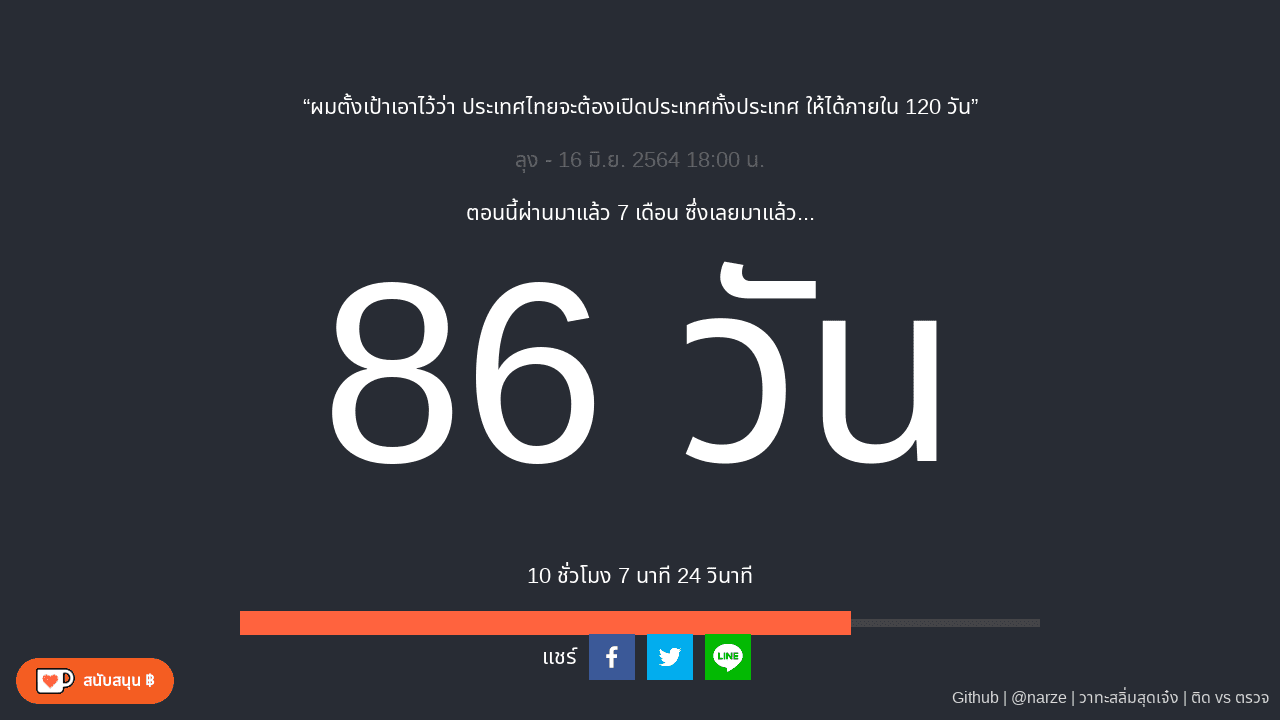 “ผมตั้งเป้าเอาไว้ว่า ประเทศไทยจะต้องเปิดประเทศทั้งประเทศ ให้ได้ภายใน 120 วัน”
ลุง - 16 มิ.ย. 2564 18:00 น.
ตอนนี้ผ่านมาแล้ว 7 เดือน ซึ่งเลยมาแล้ว...
86 วัน
10 ชั่วโมง 7 นาที 24 วินาที
แชร์
LINE
สนับสนุน ฿
Github | @narze | วาทะสลิ่มสุดเจ๋ง | ติด vs ตรวจ